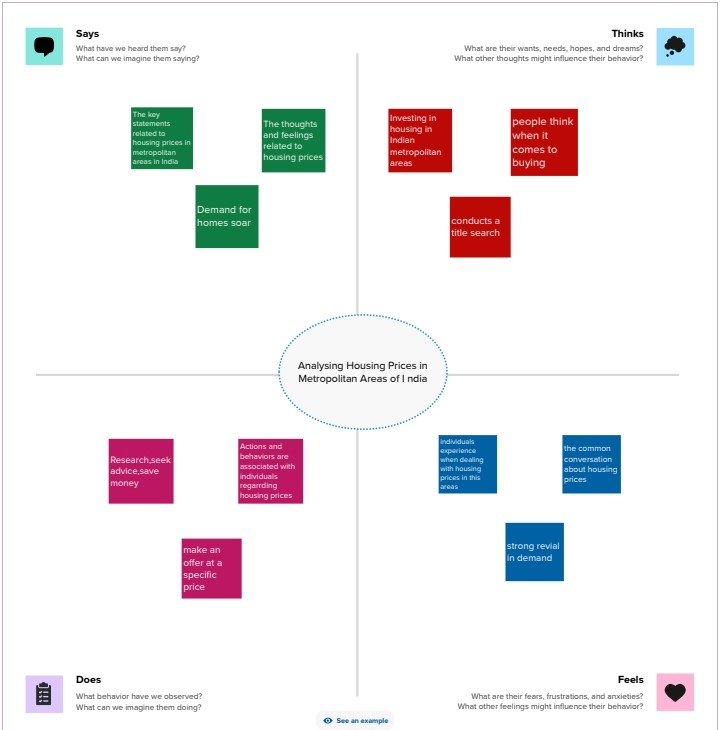 Says
What have we heard them say?
What can we imagine them saying?
Thinks
What are their wants, needs, hopes, and dreams?
What other thoughts might influence their behavior?
The key
statements
related to
housing prices in
metropolitan
areas in India
The thoughts
and feelings
related to
housing prices
Demand for
homes soar
Investing in
housing in
Indian
metropolitan
areas
people think
when it
comes to
buying
conducts a
title search
Analysing Housing Prices in
Metropolitan Areas of I ndia
Research,seek
advice,save
money
Actions and
behaviors are
associated with
individuals
regarrding
housing prices
make an
offer at a
specific
price
individuals
experience
when dealing
with housing
prices in this
areas
the common
conversation
about housing
prices
strong revial
in demand
Does
What behavior have we observed?
What can we imagine them doing?
Feels
What are their fears, frustrations, and anxieties?
What other feelings might influence their behavior?
See an example